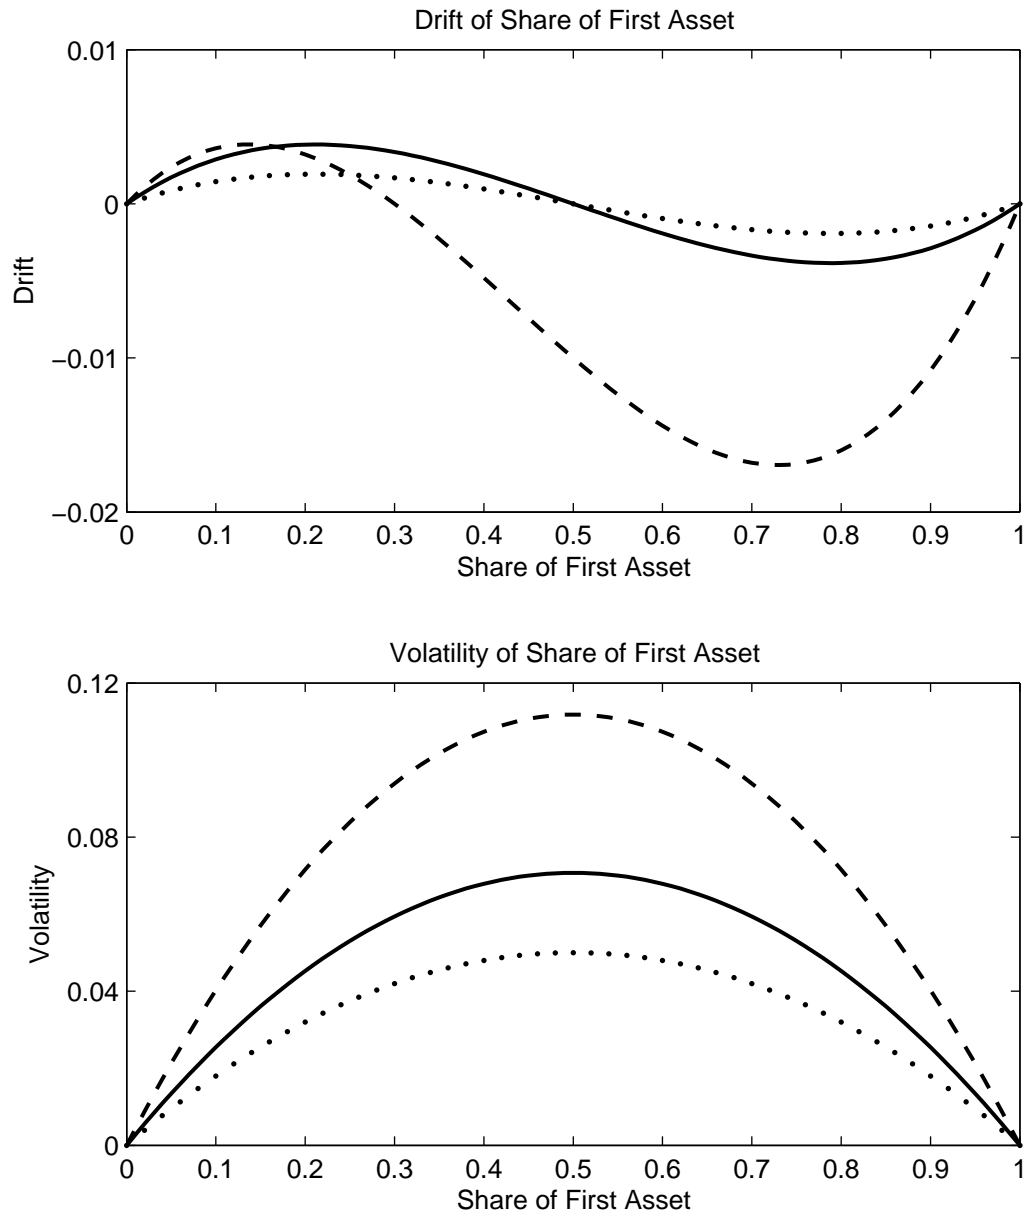 Drift of Share of First Asset
0.01
0
−0.01
−0.02
Drift
0 0.1 0.2 0.3 0.4 0.5 0.6 0.7 0.8 0.9 1
Share of First Asset
Volatility of Share of First Asset
0.12
0.08
0.04
0
Volatility
0 0.1 0.2 0.3 0.4 0.5 0.6 0.7 0.8 0.9 1
Share of First Asset